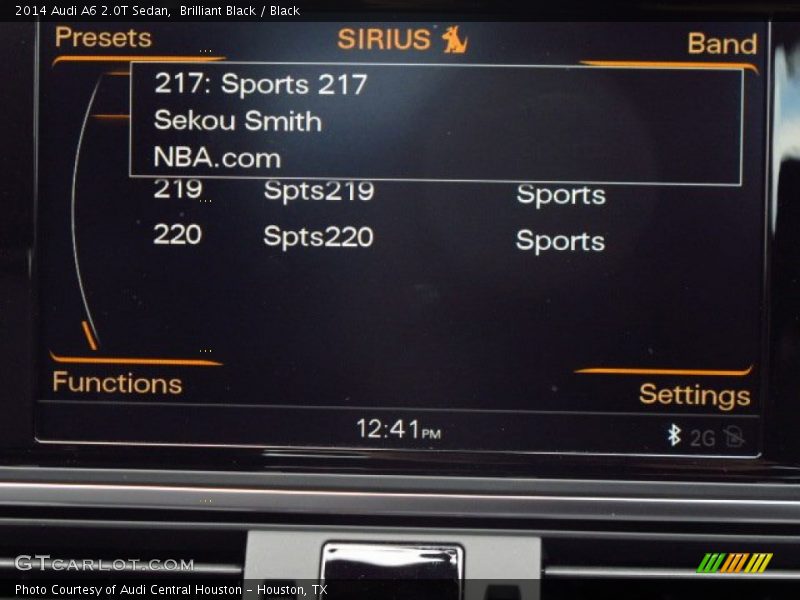 2014 Audi A6 2.0T Sedan,  Brilliant Black / Black
Presets
SIRIUS
Band
217: Sports 217
Sekou Smith
NBA.com
219 Spts219 Sports
220 Spts220 Sports
Functions
Settings
12:41 PM
2G
GTCARLOT.COM
Photo Courtesy of Audi Central Houston – Houston, TX